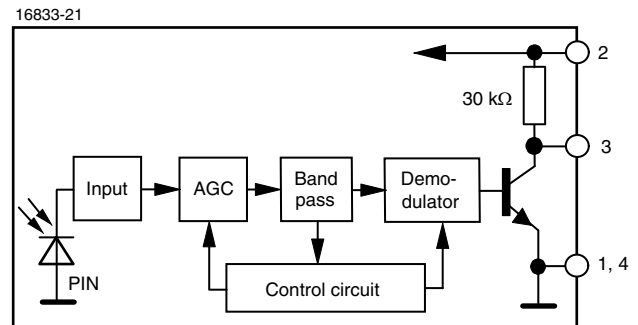 16833-21
2
30 kΩ
3
Input
AGC
Band
pass
Demo-
dulator
PIN
Control circuit
1, 4